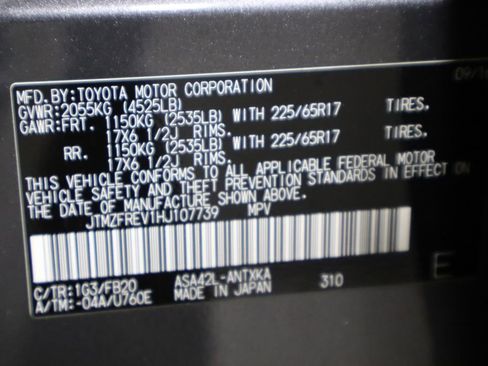 MFD.BY:TOYOTA MOTOR CORPORATION 09/16
GVWR:2055KG (4525LB)
GAWR:FRT. 1150KG (2535LB) WITH 225/65R17 TIRES.
17X6 1/2J RIMS.
RR. 1150KG (2535LB) WITH 225/65R17 TIRES.
17X6 1/2J RIMS.
THIS VEHICLE CONFORMS TO ALL APPLICABLE FEDERAL MOTOR
VEHICLE SAFETY AND THEFT PREVENTION STANDARDS IN EFFECT ON
THE DATE OF MANUFACTURE SHOWN ABOVE.
JTMZFREV1HJ107739 MPV
C/TR:1G3/FB20 ASA42L-ANTXKA 310 E
A/TM:-04A/U760E MADE IN JAPAN